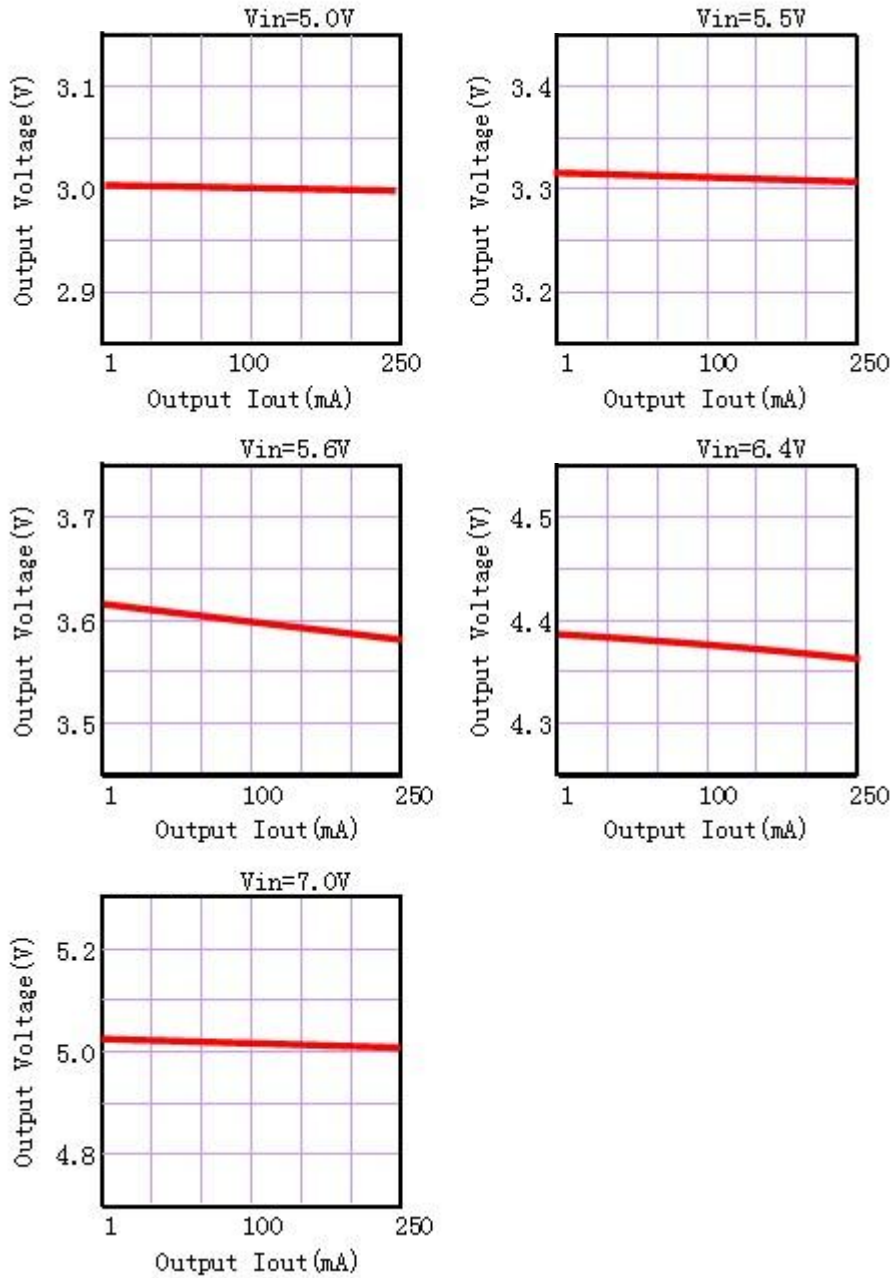 Vin=5.0V
Output Voltage(V)
3.1
3.0
2.9
1 100 250
Output Iout(mA)
Vin=5.5V
Output Voltage(V)
3.4
3.3
3.2
1 100 250
Output Iout(mA)
Vin=5.6V
Output Voltage(V)
3.7
3.6
3.5
1 100 250
Output Iout(mA)
Vin=6.4V
Output Voltage(V)
4.5
4.4
4.3
1 100 250
Output Iout(mA)
Vin=7.0V
Output Voltage(V)
5.2
5.0
4.8
1 100 250
Output Iout(mA)